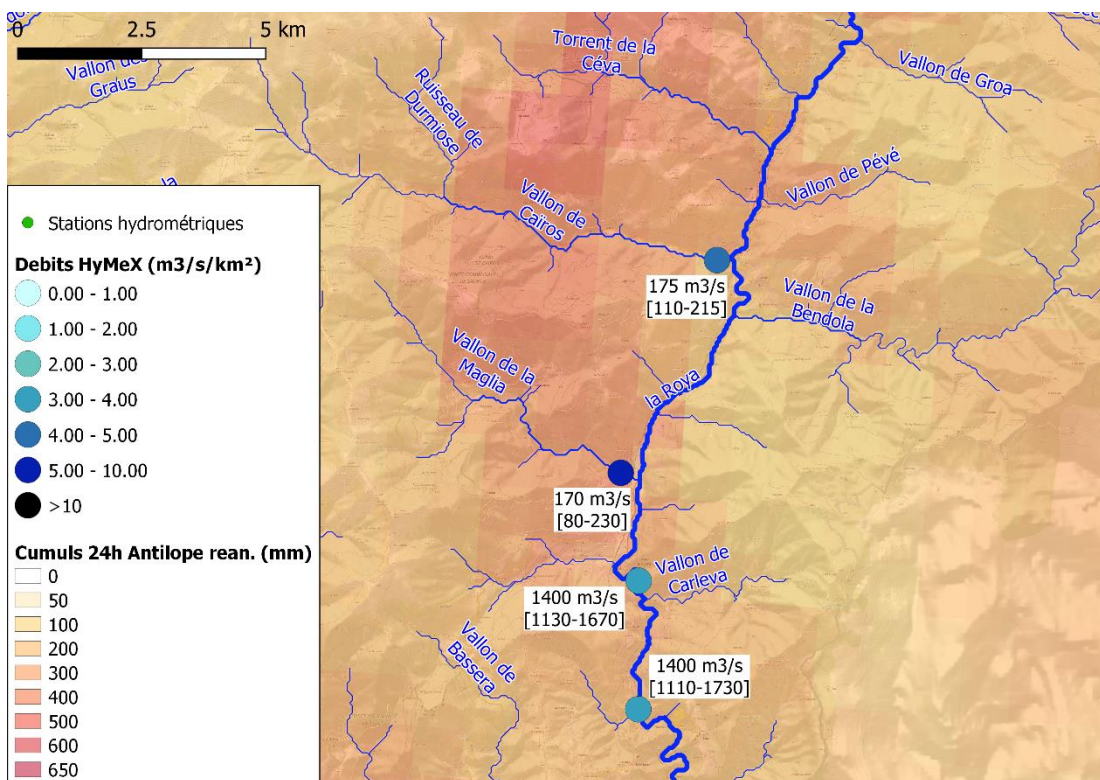 0
2.5
5 km
Vallon des
Graus
Ruisseau de
Durmiose
Torrent de la
Céva
Vallon de Groa
Vallon de Pévé
Vallon de
Caïros
175 m3/s
[110-215]
Vallon de la
Bèndola
Vallon de la
Maglia
la Roya
170 m3/s
[80-230]
Vallon de
Carleva
1400 m3/s
[1130-1670]
Vallon de
Bassera
1400 m3/s
[1110-1730]
Stations hydrométriques
Debits HyMeX (m3/s/km²)
0.00 - 1.00
1.00 - 2.00
2.00 - 3.00
3.00 - 4.00
4.00 - 5.00
5.00 - 10.00
>10
Cumuls 24h Antilope rean. (mm)
0
50
100
200
300
400
500
600
650